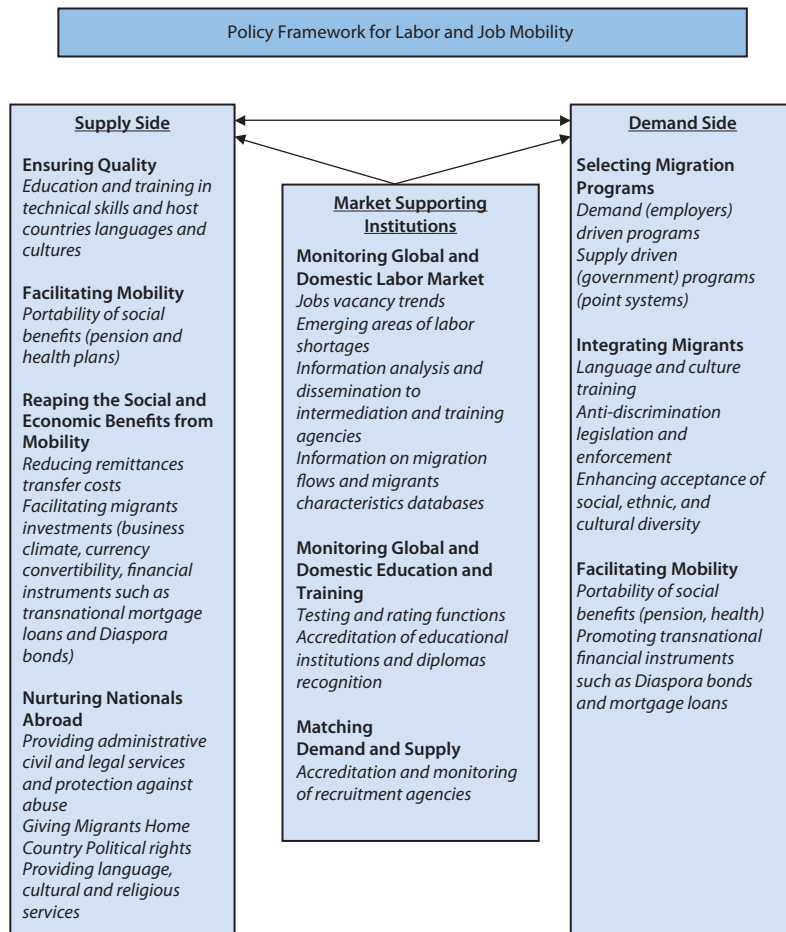 Policy Framework for Labor and Job Mobility
Supply Side
Ensuring Quality
Education and training in
technical skills and host
countries languages and
cultures
Facilitating Mobility
Portability of social
benefits (pension and
health plans)
Reaping the Social and
Economic Benefits from
Mobility
Reducing remittances
transfer costs
Facilitating migrants
investments (business
climate, currency
convertibility, financial
instruments such as
transnational mortgage
loans and Diaspora
bonds)
Nurturing Nationals
Abroad
Providing administrative
civil and legal services
and protection against
abuse
Giving Migrants Home
Country Political rights
Providing language,
cultural and religious
services
Market Supporting
Institutions
Monitoring Global and
Domestic Labor Market
Jobs vacancy trends
Emerging areas of labor
shortages
Information analysis and
dissemination to
intermediation and training
agencies
Information on migration
flows and migrants
characteristics databases
Monitoring Global and
Domestic Education and
Training
Testing and rating functions
Accreditation of educational
institutions and diplomas
recognition
Matching
Demand and Supply
Accreditation and monitoring
of recruitment agencies
Demand Side
Selecting Migration
Programs
Demand (employers)
driven programs
Supply driven
(government) programs
(point systems)
Integrating Migrants
Language and culture
training
Anti-discrimination
legislation and
enforcement
Enhancing acceptance of
social, ethnic, and
cultural diversity
Facilitating Mobility
Portability of social
benefits (pension, health)
Promoting transnational
financial instruments
such as Diaspora bonds
and mortgage loans